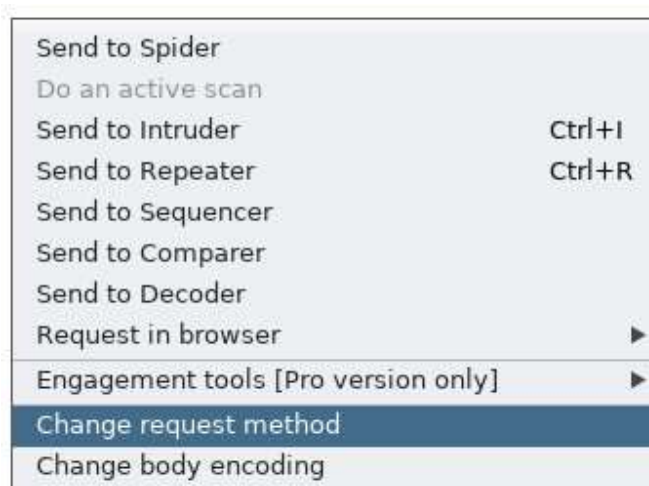 Send to Spider
Do an active scan
Send to Intruder Ctrl+I
Send to Repeater Ctrl+R
Send to Sequencer
Send to Comparer
Send to Decoder
Request in browser
Engagement tools [Pro version only]
Change request method
Change body encoding